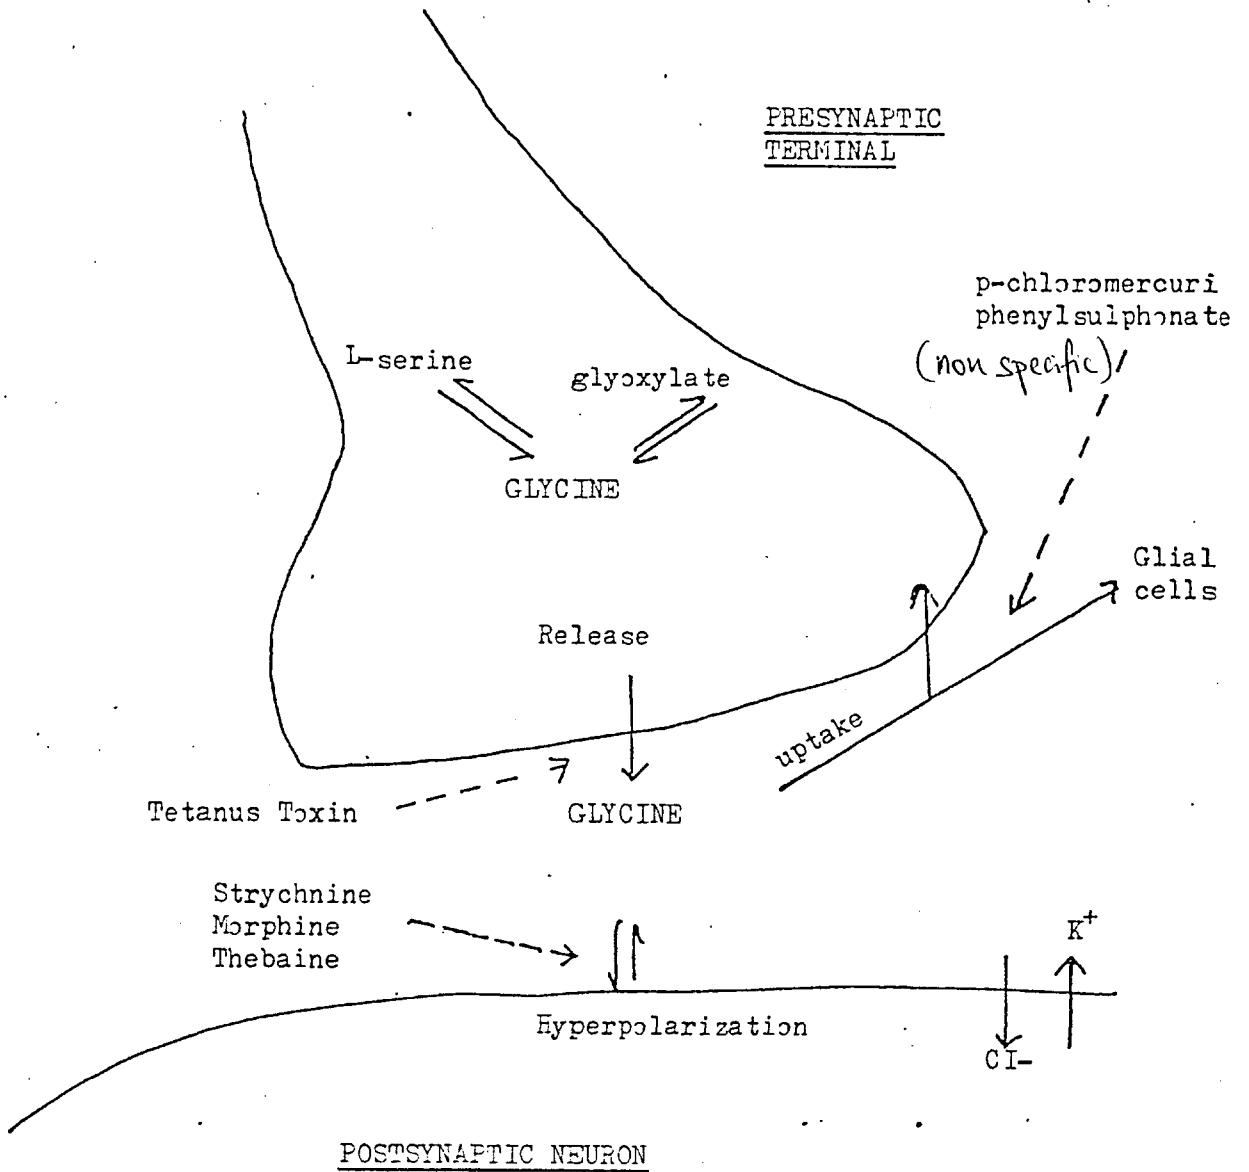 PRESYNAPTIC
TERMINAL
p-chloromercuri
phenylsulphonate
(non specific)
L-serine
glyoxylate
GLYCINE
Glial
cells
Release
uptake
Tetanus Toxin
GLYCINE
Strychnine
Morphine
Thebaine
K+
Hyperpolarization
CI-
POSTSYNAPTIC NEURON